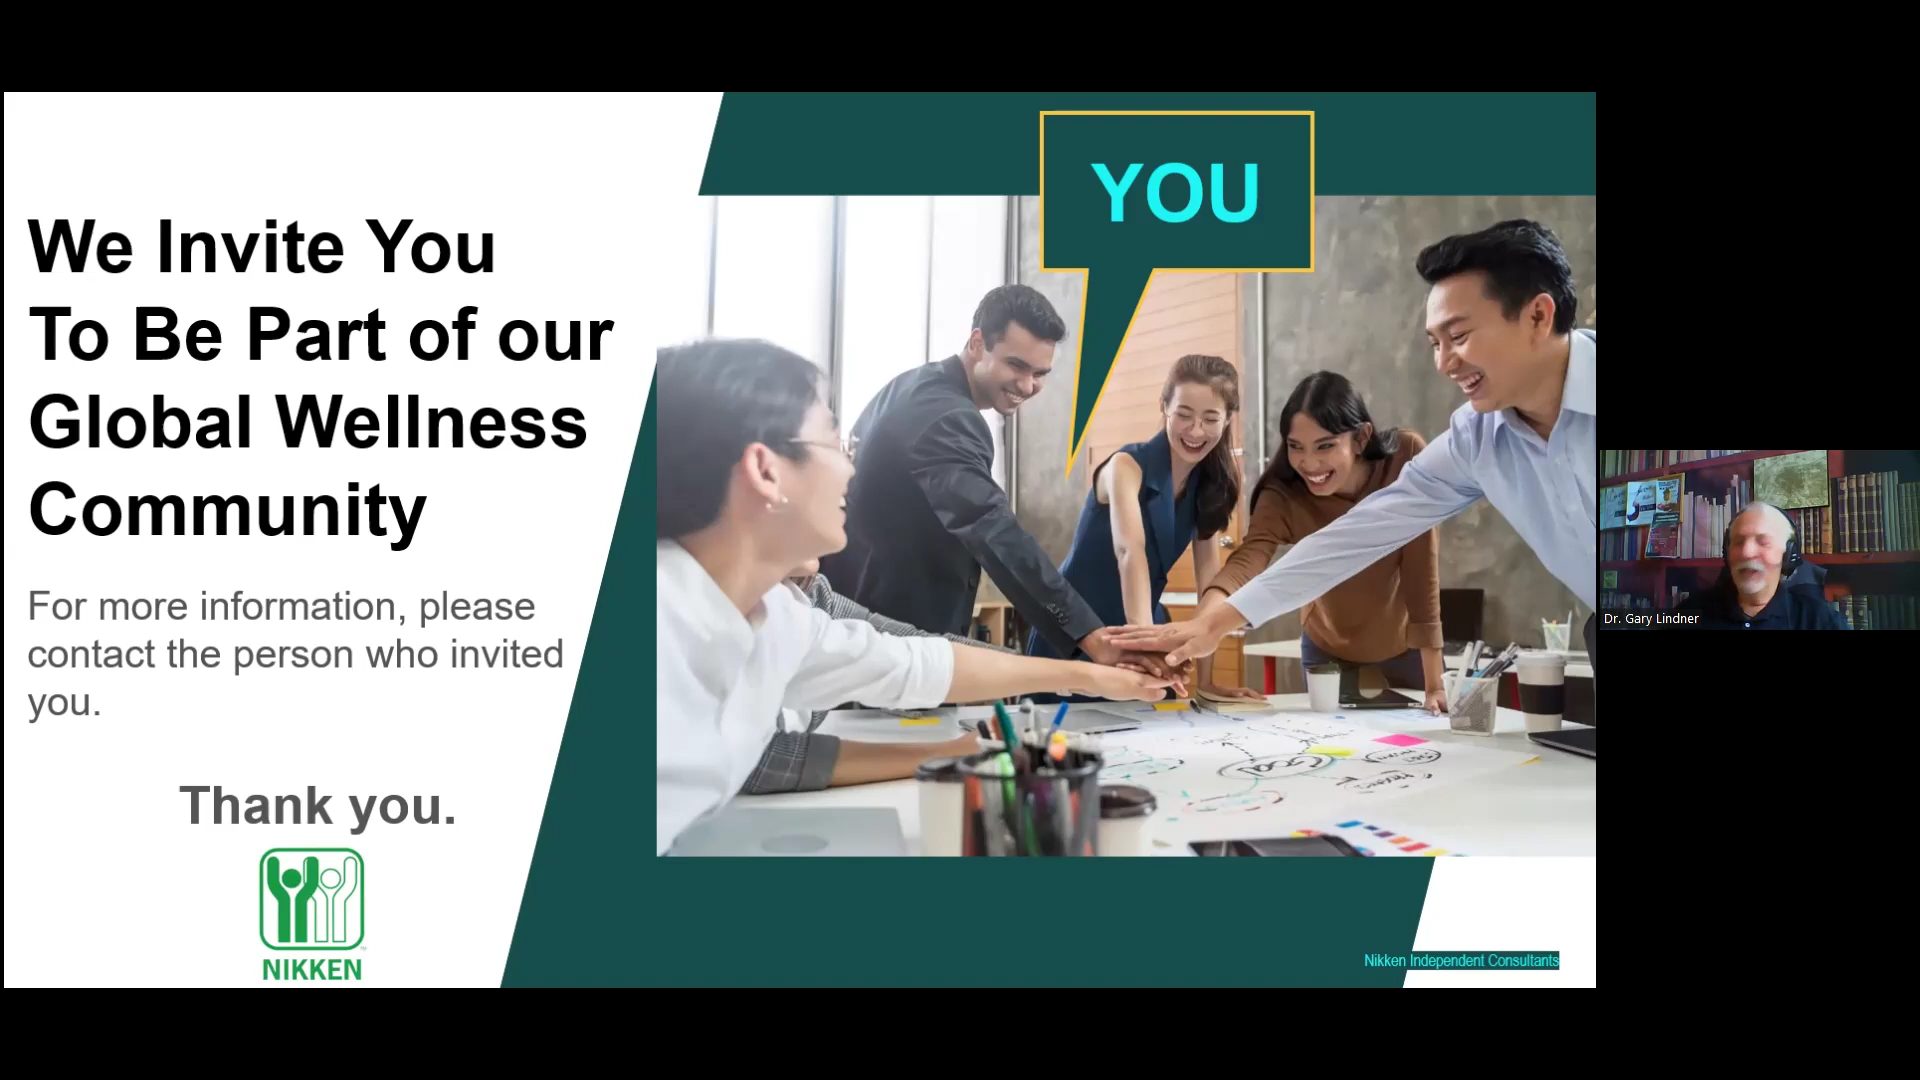 We Invite You
To Be Part of our
Global Wellness
Community
For more information, please
contact the person who invited
you.
Thank you.
NIKKEN
YOU
Goal
Nikken Independent Consultants
Dr. Gary Lindner